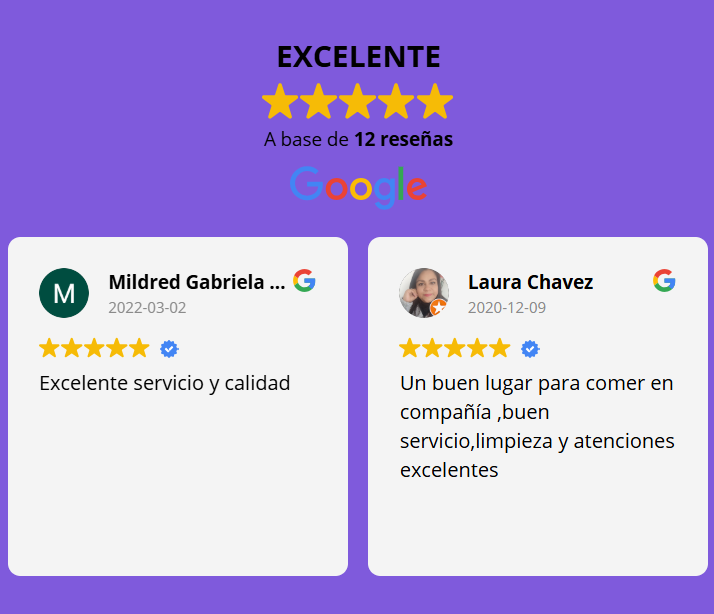 EXCELENTE
A base de 12 reseñas
Google
M
Mildred Gabriela ...
G
2022-03-02
Excelente servicio y calidad
Laura Chavez
G
2020-12-09
Un buen lugar para comer en
compañía ,buen
servicio,limpieza y atenciones
excelentes